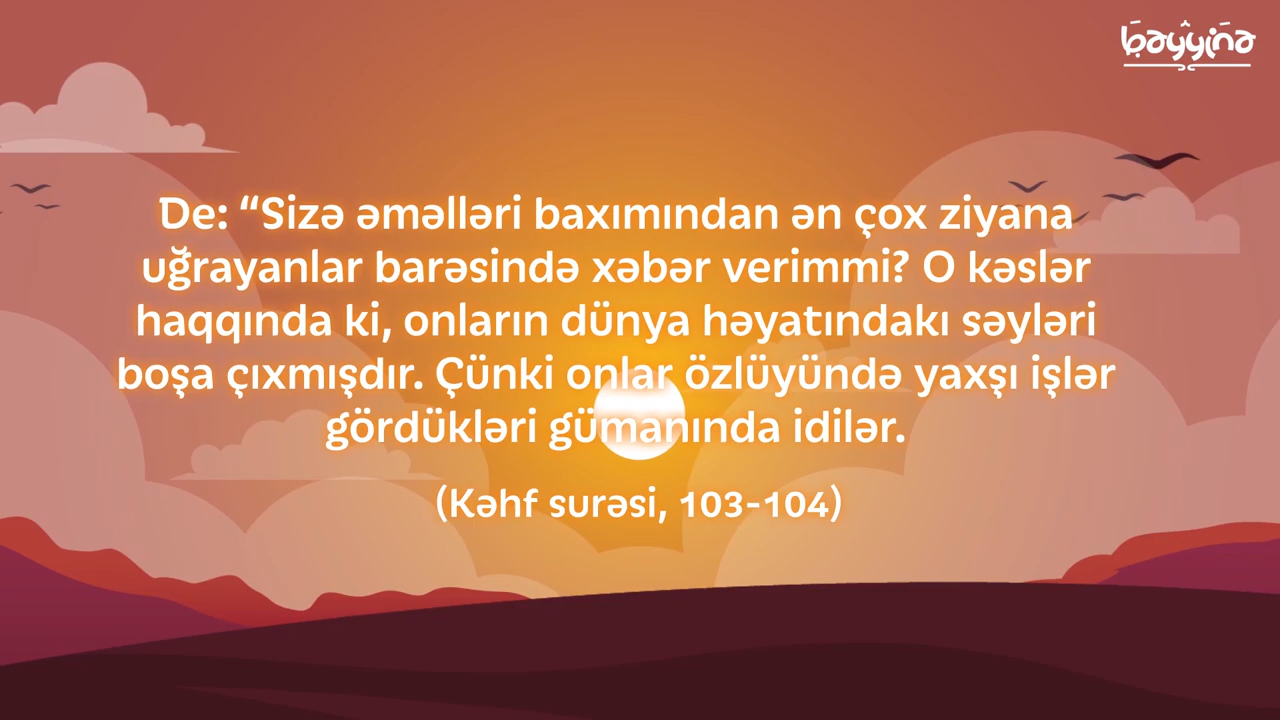 bayyina
De: “Sizə əməlləri baxımından ən çox ziyana
uğrayanlar barəsində xəbər verimmi? O kəslər
haqqında ki, onların dünya həyatındakı səyləri
boşa çıxmışdır. Çünki onlar özlüyündə yaxşı işlər
gördükləri gümanında idilər.
(Kəhf surəsi, 103-104)